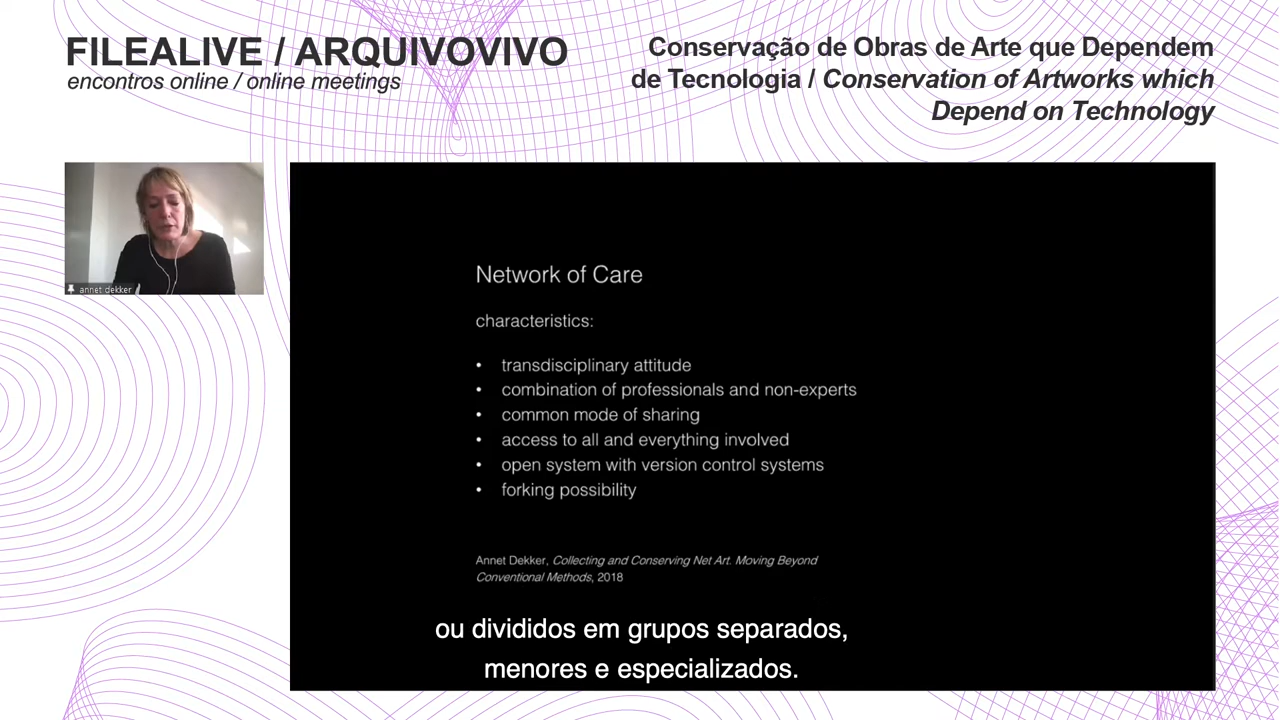 FILEALIVE / ARQUIVOVIVO
encontros online / online meetings
Conservação de Obras de Arte que Dependem
de Tecnologia / Conservation of Artworks which
Depend on Technology
annet dekker
Network of Care
characteristics:
• transdisciplinary attitude
• combination of professionals and non-experts
• common mode of sharing
• access to all and everything involved
• open system with version control systems
• forking possibility
Annet Dekker, Collecting and Conserving Net Art. Moving Beyond
Conventional Methods, 2018
ou divididos em grupos separados,
menores e especializados.